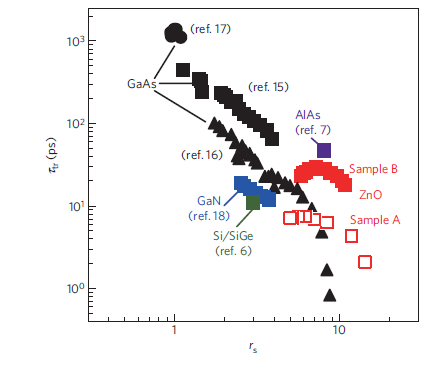 10³
(ref. 17)
GaAs
(ref. 15)
10²
AlAs
(ref. 7)
τtr (ps)
(ref. 16)
Sample B
GaN
(ref. 18)
ZnO
10¹
Sample A
Si/SiGe
(ref. 6)
10⁰
1
10
rs